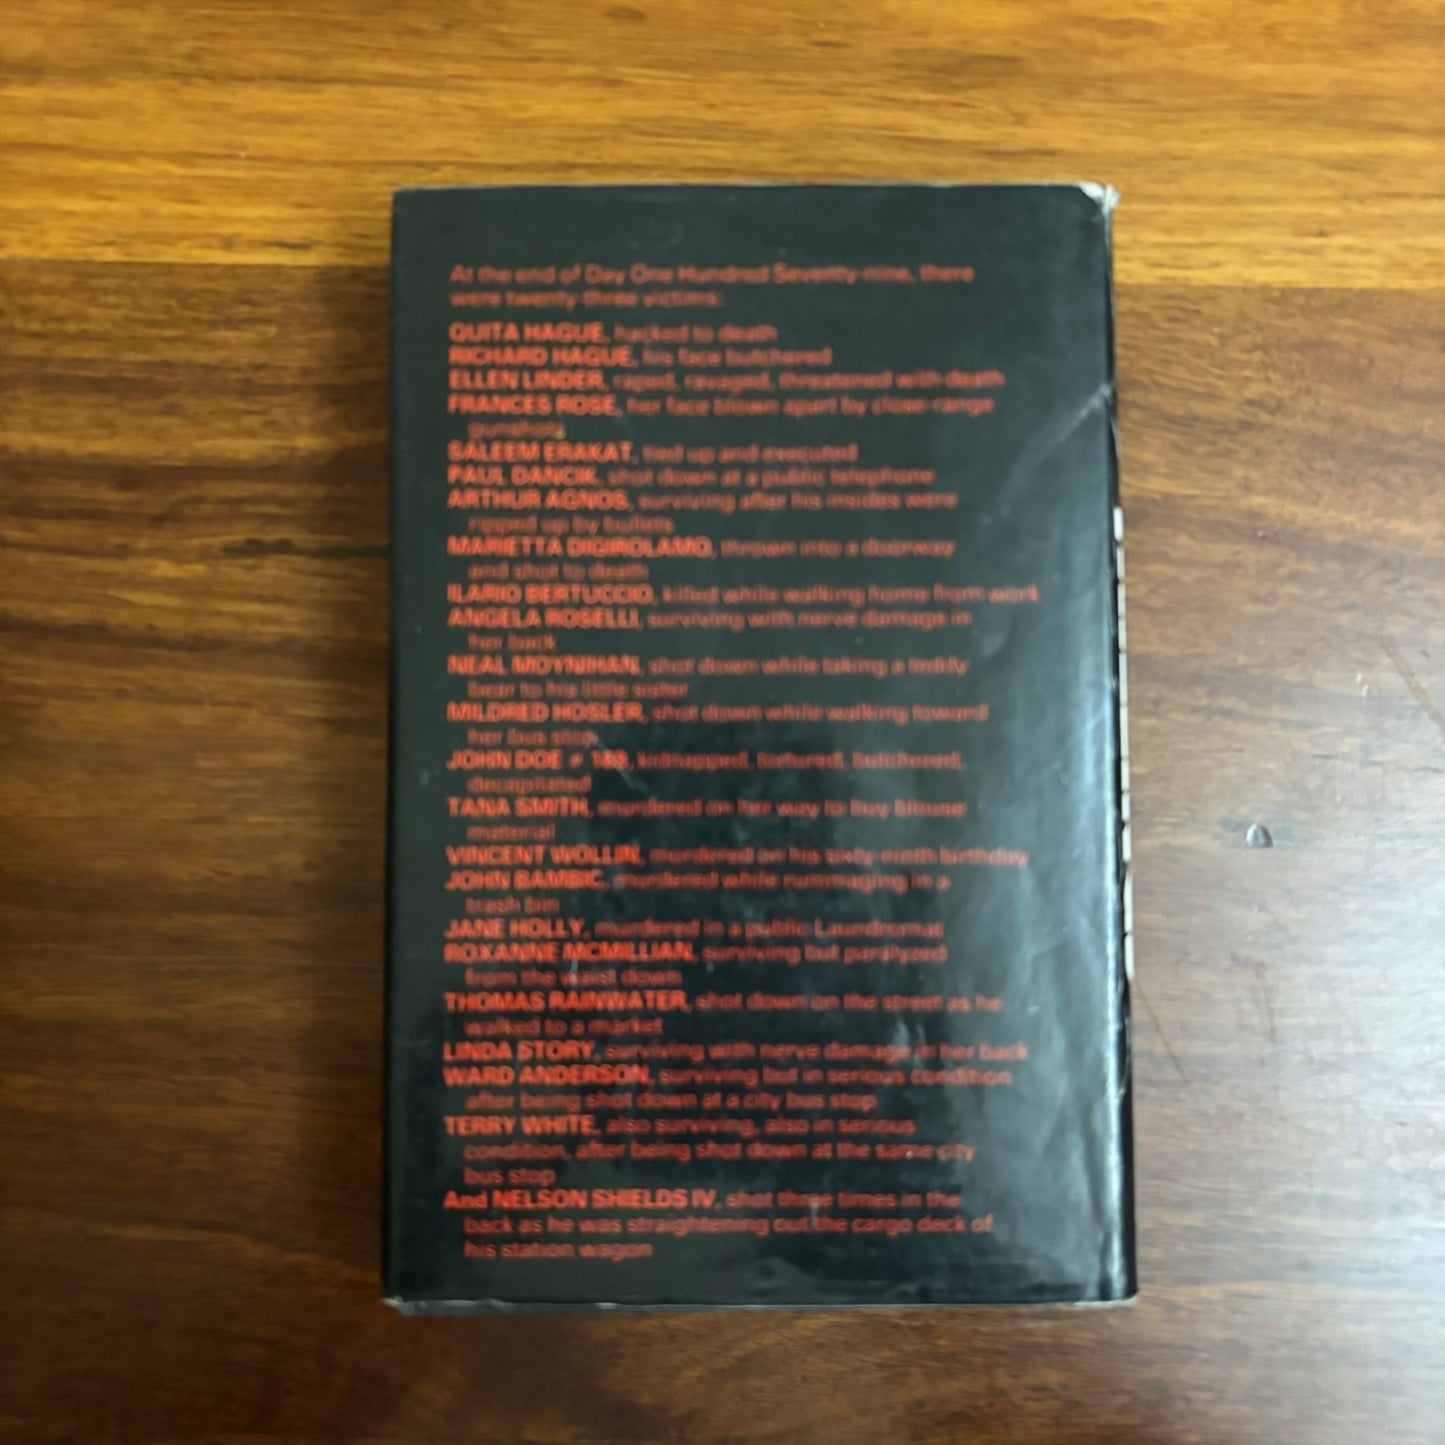 At the end of Day One Hundred Seventy-nine, there
were twenty-three victims:
QUITA HAGUE, hacked to death
RICHARD HAGUE, his face butchered
ELLEN LINDER, raped, ravaged, threatened with death
FRANCES ROSE, her face blown apart by close-range
gunshots
SALEEM ERAKAT, tied up and executed
PAUL DANCIK, shot down at a public telephone
ARTHUR AGNOS, surviving after his insides were
ripped up by bullets
MARIETTA DIGIROLAMO, thrown into a doorway
and shot to death
ILARIO BERTUCCIO, killed while walking home from work
ANGELA ROSELLI, surviving with nerve damage in
her back
NEAL MOYNIHAN, shot down while taking a teddy
bear to his little sister
MILDRED HOSLER, shot down while walking toward
her bus stop
JOHN DOE # 169, kidnapped, tortured, butchered,
decapitated
TANA SMITH, murdered on her way to buy blouse
material
VINCENT WOLLIN, murdered on his sixty-ninth birthday
JOHN BAMBIC, murdered while rummaging in a
trash bin
JANE HOLLY, murdered in a public Laundromat
ROXANNE MCMILLIAN, surviving but paralyzed
from the waist down
THOMAS RAINWATER, shot down on the street as he
walked to a market
LINDA STORY, surviving with nerve damage in her back
WARD ANDERSON, surviving but in serious condition
after being shot down at a city bus stop
TERRY WHITE, also surviving, also in serious
condition, after being shot down at the same city
bus stop
And NELSON SHIELDS IV, shot three times in the
back as he was straightening out the cargo deck of
his station wagon